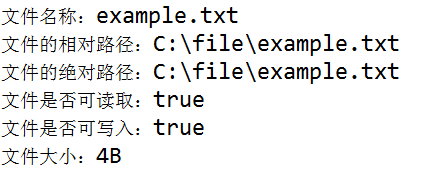 文件名称：example.txt
文件的相对路径：C:\file\example.txt
文件的绝对路径：C:\file\example.txt
文件是否可读取：true
文件是否可写入：true
文件大小：4B